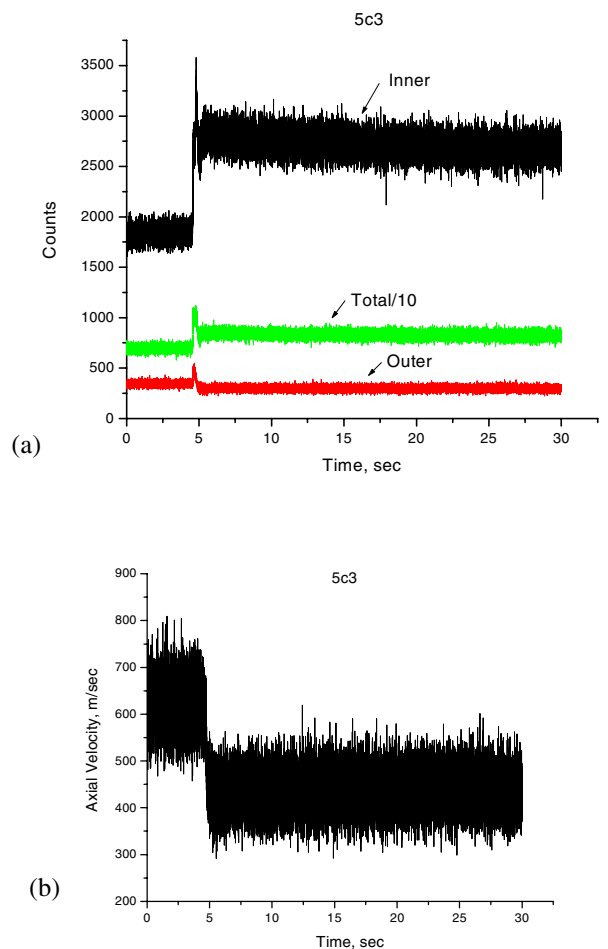 5c3
3500
3000
2500
2000
1500
1000
500
0
Counts
Inner
Total/10
Outer
0 5 10 15 20 25 30
Time, sec
(a)
5c3
900
800
700
600
500
400
300
200
Axial Velocity, m/sec
0 5 10 15 20 25 30
Time, sec
(b)